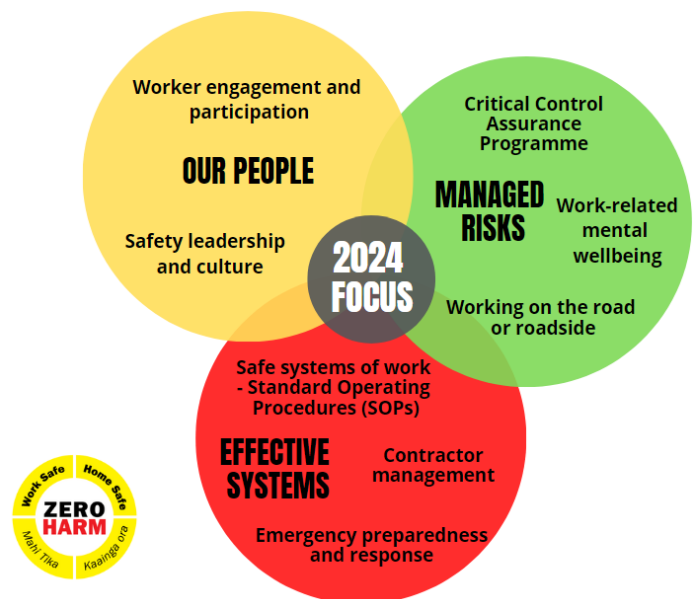 Worker engagement and
participation
OUR PEOPLE
Safety leadership
and culture
Critical Control
Assurance
Programme
MANAGED
RISKS
Work-related
mental
wellbeing
Working on the road
or roadside
2024
FOCUS
Safe systems of work
- Standard Operating
Procedures (SOPs)
EFFECTIVE
SYSTEMS
Contractor
management
Emergency preparedness
and response
Work Safe
Home Safe
ZERO
HARM
Mahi Tika
Kaainga ora